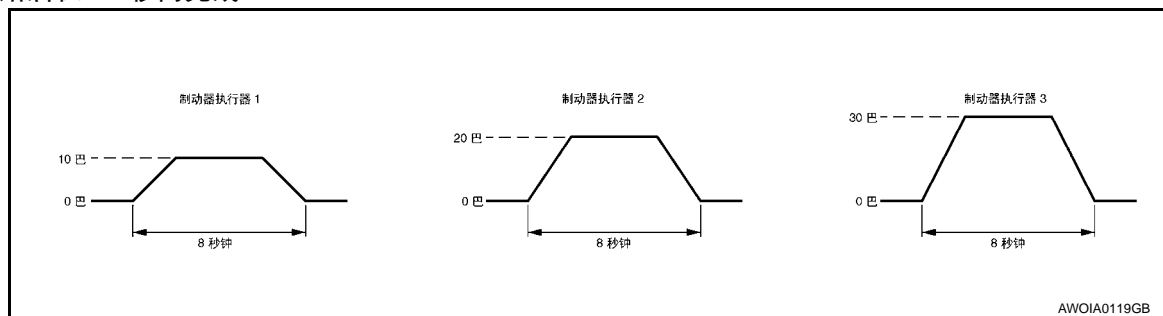 制动器执行器 1
10 巴
0 巴
8 秒钟
制动器执行器 2
20 巴
0 巴
8 秒钟
制动器执行器 3
30 巴
0 巴
8 秒钟
AWOIA0119GB